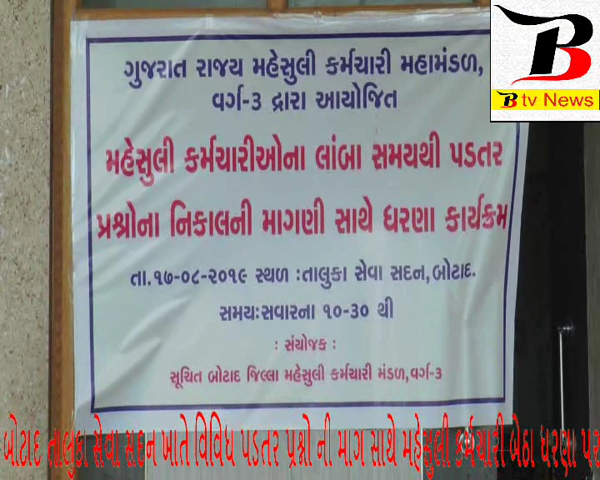 ગુજરાત રાજય મહેસુલી કર્મચારી મહામંડળ,
વર્ગ-૩ દ્રારા આયોજિત
મહેસુલી કર્મચારીઓના લાંબા સમયથી પડતર
પ્રશ્નોના નિકાલની માગણી સાથે ધરણા કાર્યક્રમ
તા.૧૭-૦૮-૨૦૧૯ સ્થળ :તાલુકા સેવા સદન,બોટાદ.
સમય:સવારના ૧૦-૩૦ થી
: સંયોજક :
સૂચિત બોટાદ જિલ્લા મહેસુલી કર્મચારી મંડળ,વર્ગ-૩
B
B tv News
બોટાદ તાલુકા સેવા સદન ખાતે વિવિધ પડતર પ્રશ્નો ની માગ સાથે મહેસુલી કર્મચારી બેઠા ધરણા પર